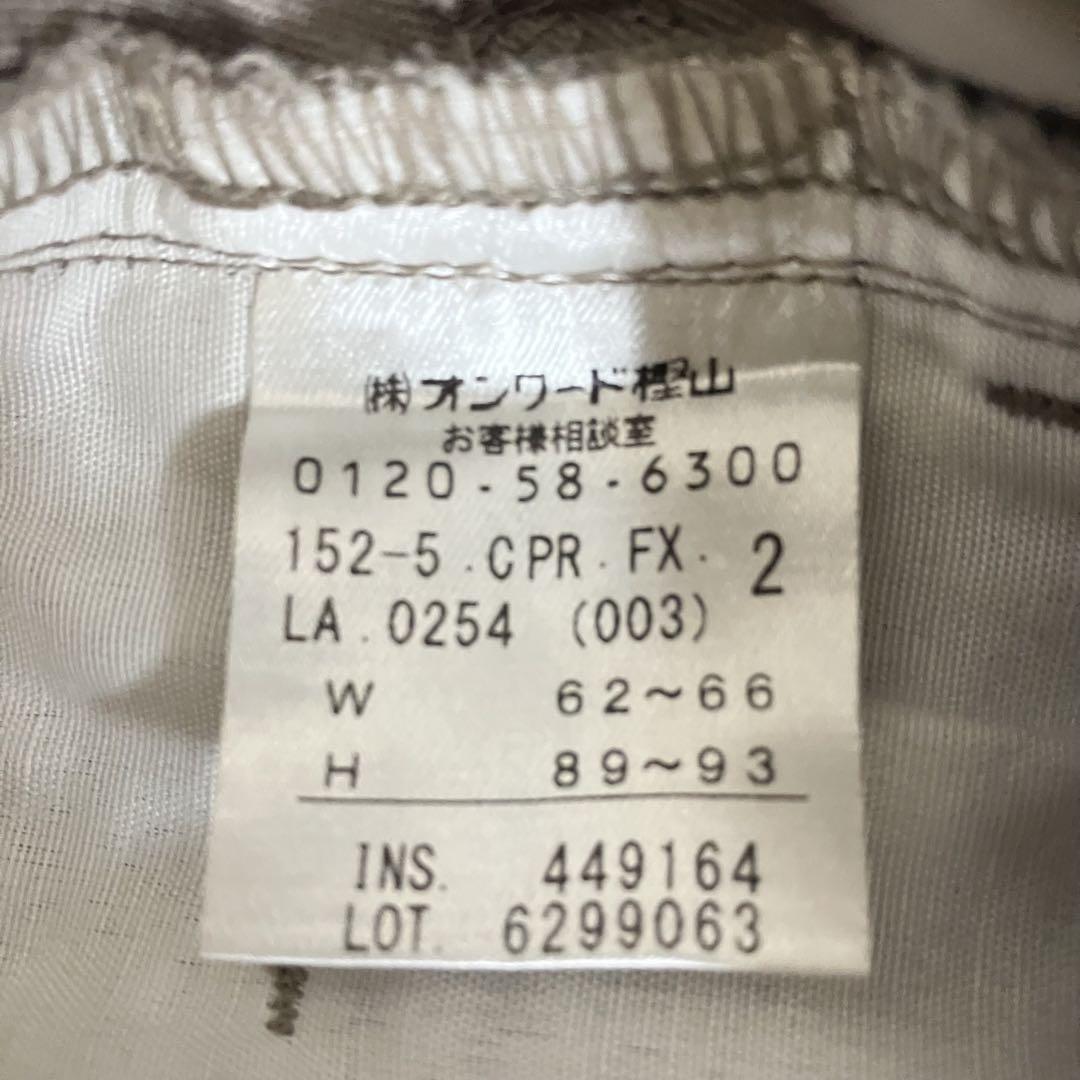 ㈱オンワード樫山
お客様相談室
0120-58-6300
152-5.CPR.FX. 2
LA.0254 (003)
W 62~66
H 89~93
INS. 449164
LOT. 6299063